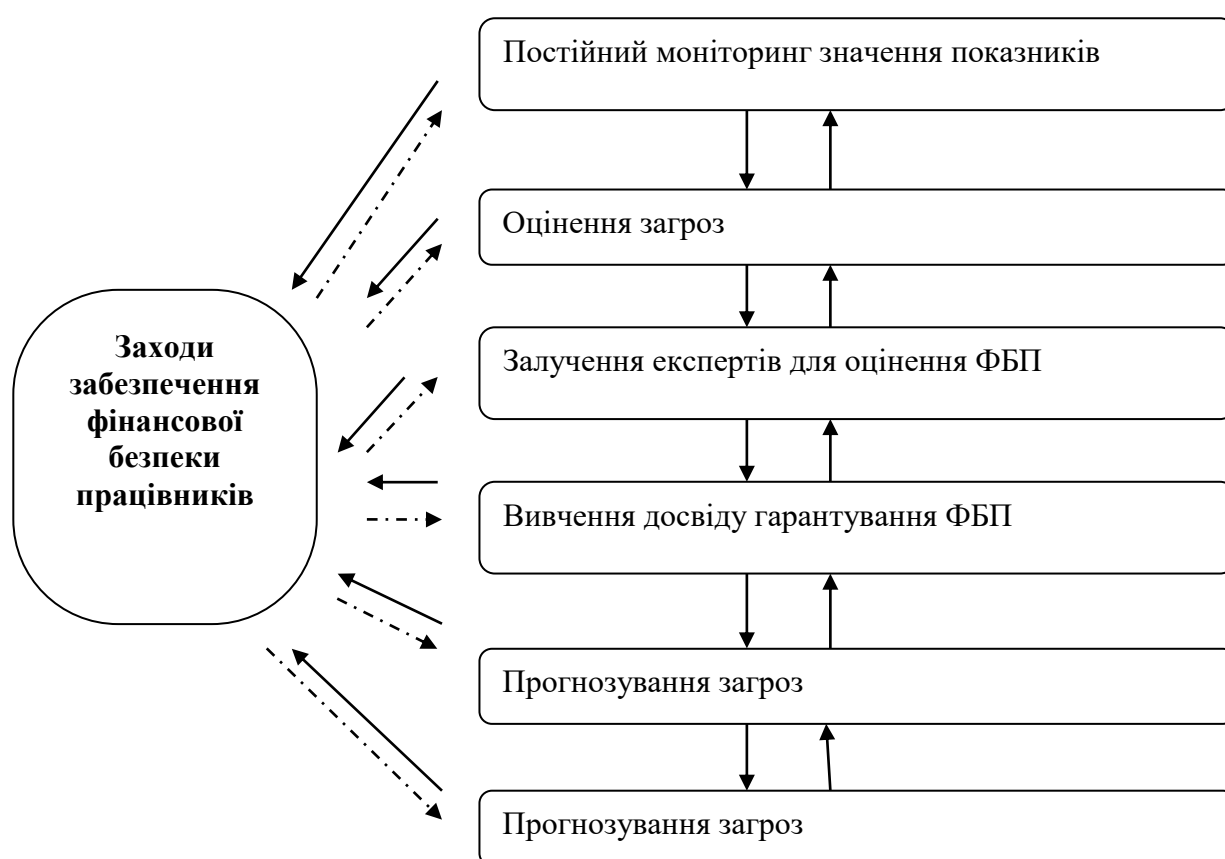 Постійний моніторинг значення показників
Оцінення загроз
Заходи
забезпечення
фінансової
безпеки
працівників
Залучення експертів для оцінення ФБП
Вивчення досвіду гарантування ФБП
Прогнозування загроз
Прогнозування загроз